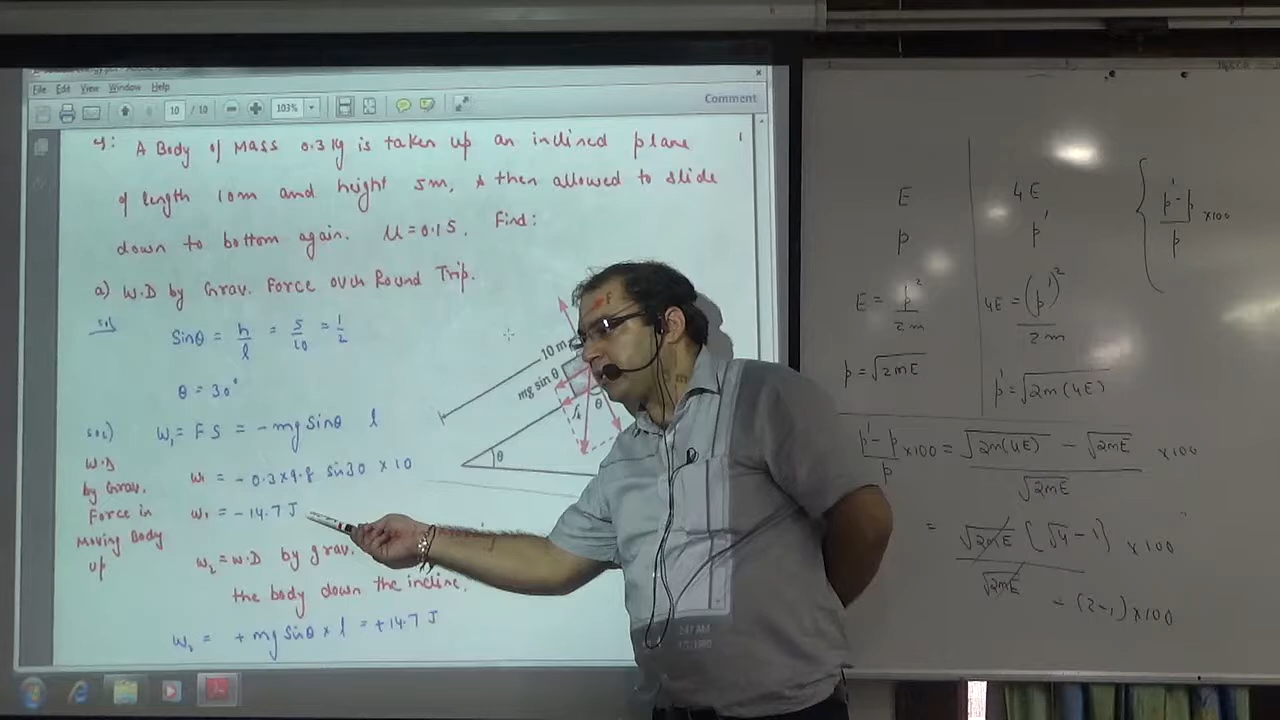 File Edit View Window Help
10 / 10
103%
Comment
Q: A Body of Mass 0.3 kg is taken up an inclined plane
of length 10m and height 5m, & then allowed to slide
down to bottom again. μ = 0.15. Find:
a) W.D by Grav. Force over Round Trip.
Sol
Sinθ = h/l = 5/10 = 1/2
θ = 30°
W₁ = F S = -mg sinθ l
W.D
by Grav.
Force in
Moving Body
up
W₁ = -0.3×9.8 sin30 × 10
W₁ = -14.7 J
W₂ = W.D by grav.
the body down the incline.
W₂ = + mg Sinθ × l = +14.7 J
10 m
mg sin θ
θ
θ
E
p
E = p²/2m
p = √2mE
4E
p'
4E = (p')²/2m
p' = √2m(4E)
p'-p/p ×100
p'-p/p ×100 = √2m(4E) - √2mE/√2mE ×100
= √2mE/√2mE (√4 -1) ×100
= (2-1)×100